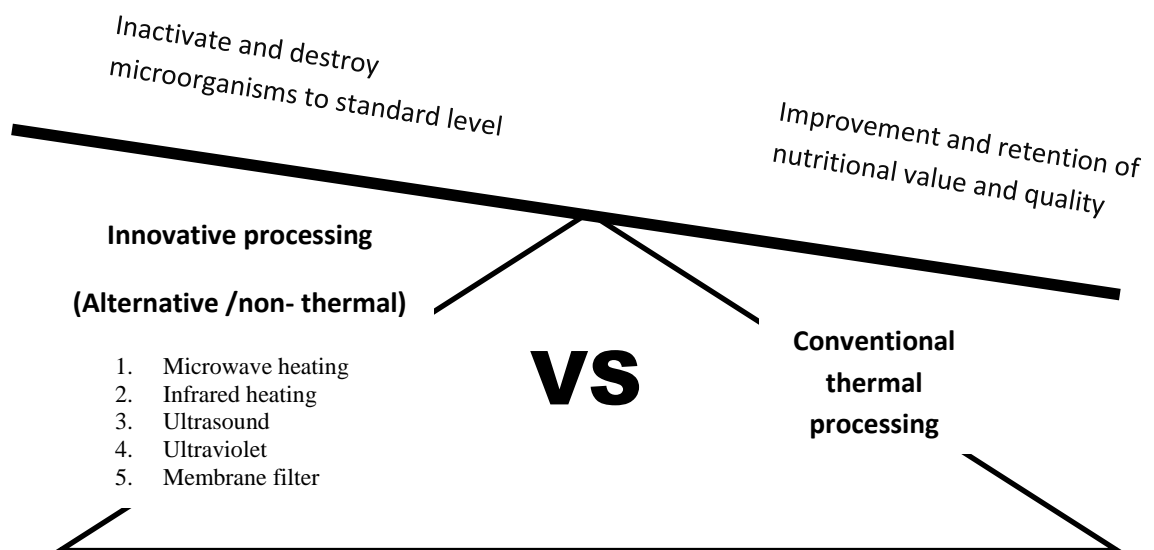 Inactivate and destroy
microorganisms to standard level
Improvement and retention of
nutritional value and quality
Innovative processing
(Alternative /non- thermal)
1. Microwave heating
2. Infrared heating
3. Ultrasound
4. Ultraviolet
5. Membrane filter
VS
Conventional
thermal
processing